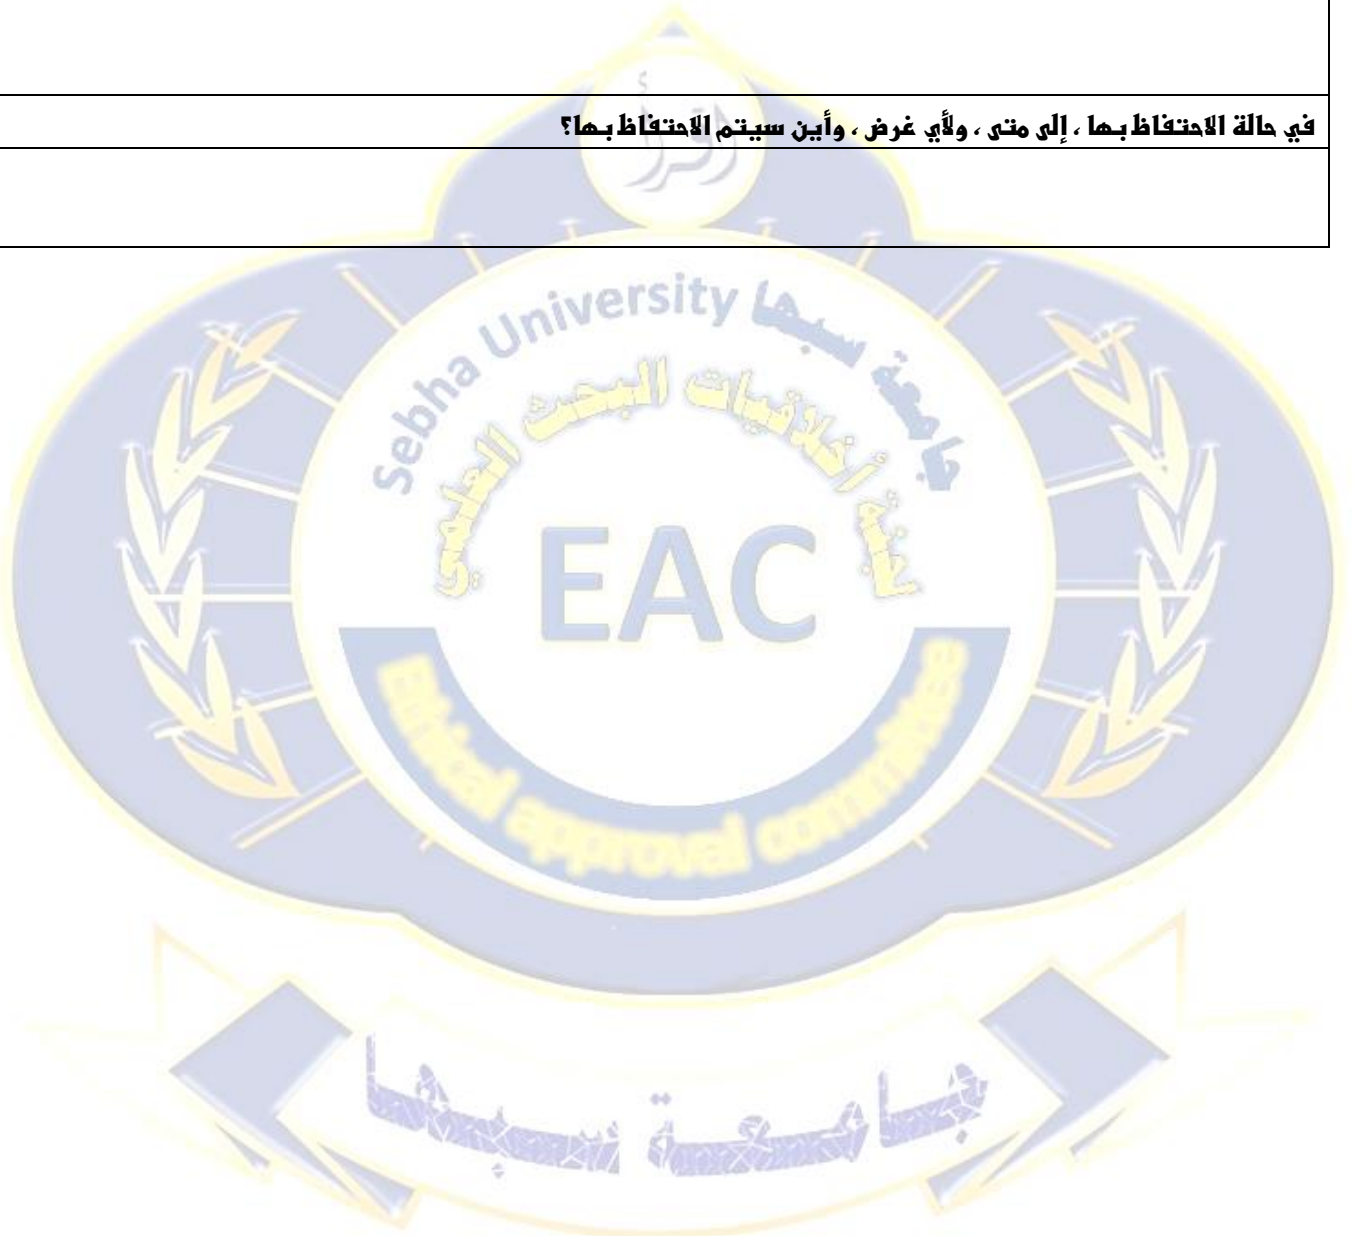 في حالة الاحتفاظ بها ، إلى متى ، ولأي غرض ، وأين سيتم الاحتفاظ بها؟
اقرأ
Sebha University جامعة سبها
لجنة أخلاقيات البحث العلمي
EAC
Ethical approval committee
جامعة سبها